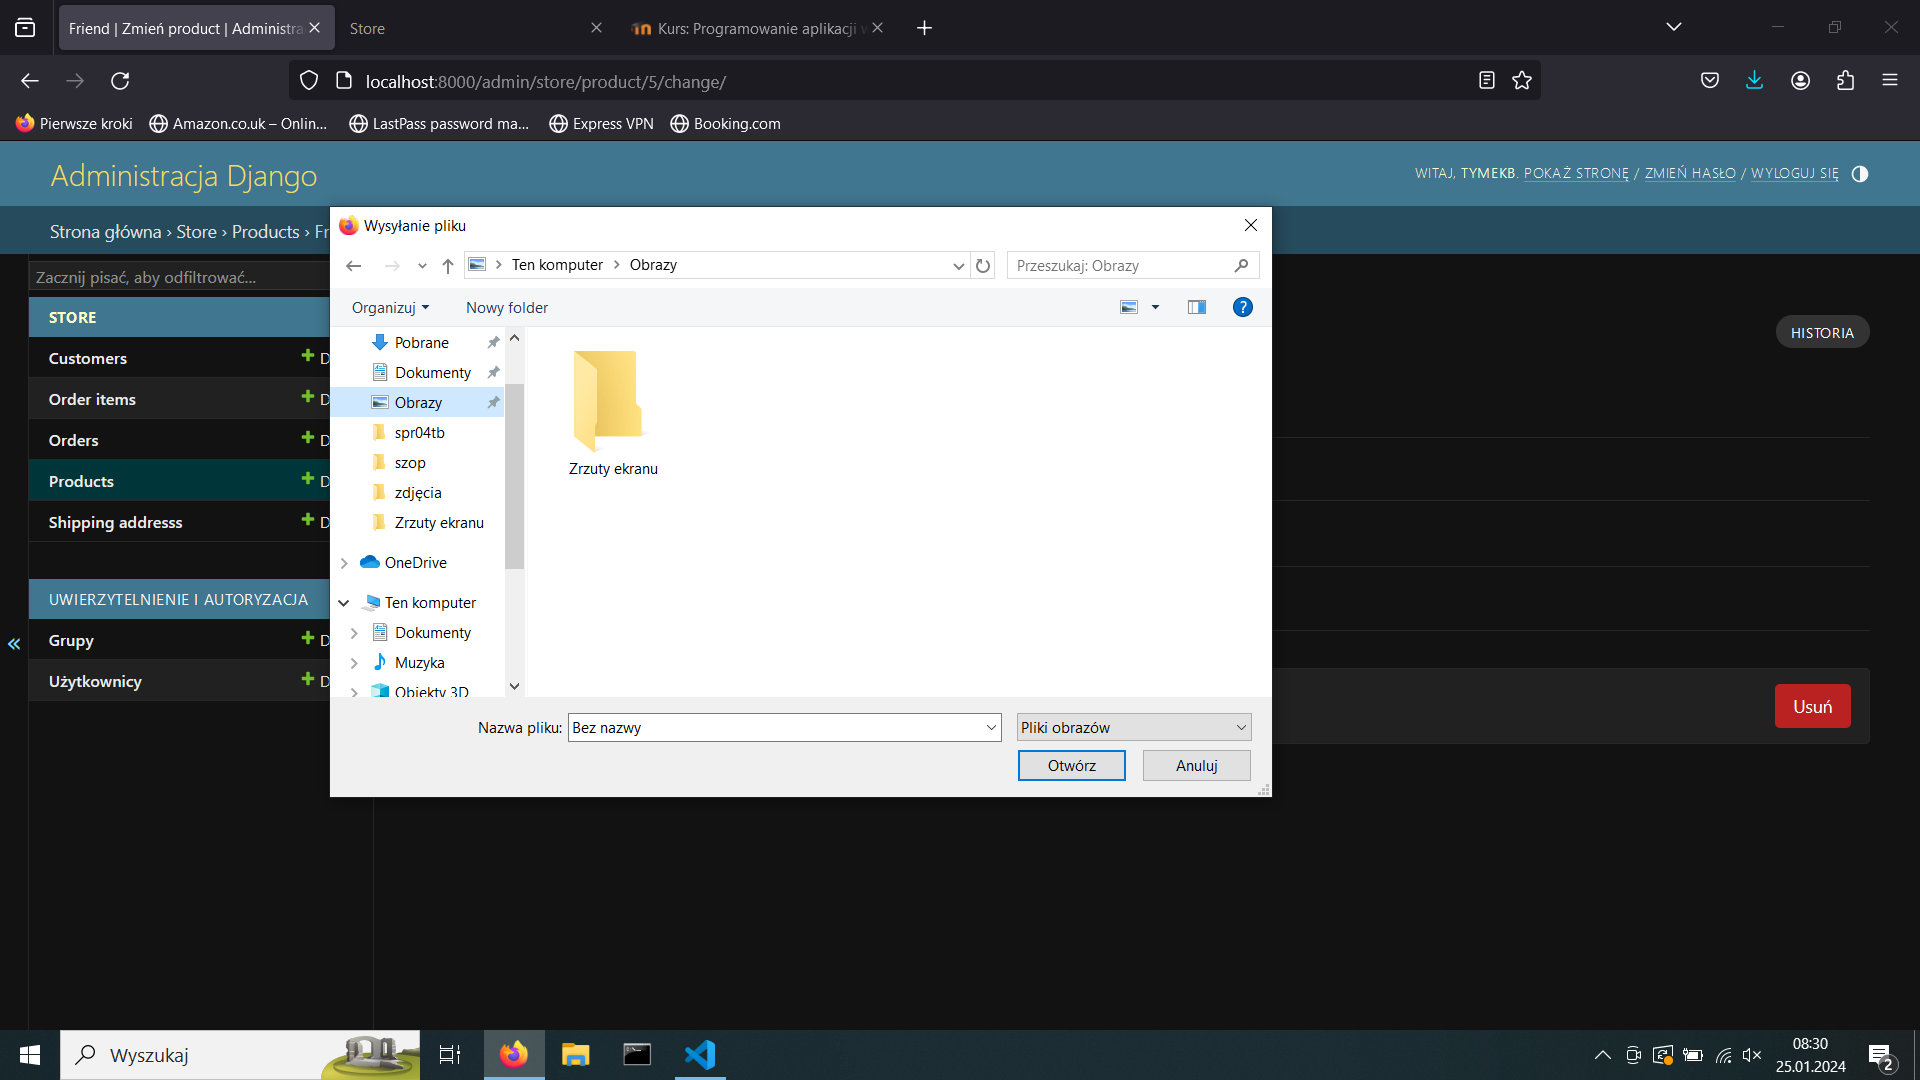 Friend | Zmień product | Administra
Store
Kurs: Programowanie aplikacji w
localhost:8000/admin/store/product/5/change/
Pierwsze kroki
Amazon.co.uk – Onlin...
LastPass password ma...
Express VPN
Booking.com
Administracja Django
WITAJ, TYMEKB. POKAŻ STRONĘ / ZMIEŃ HASŁO / WYLOGUJ SIĘ
Strona główna › Store › Products › Fr
Zacznij pisać, aby odfiltrować...
STORE
Customers
D
Order items
D
Orders
D
Products
D
Shipping addresss
D
UWIERZYTELNIENIE I AUTORYZACJA
Grupy
D
Użytkownicy
D
HISTORIA
Usuń
Wysyłanie pliku
Ten komputer
Obrazy
Przeszukaj: Obrazy
Organizuj
Nowy folder
Pobrane
Dokumenty
Obrazy
spr04tb
szop
zdjęcia
Zrzuty ekranu
OneDrive
Ten komputer
Dokumenty
Muzyka
Obiekty 3D
Zrzuty ekranu
Nazwa pliku:
Bez nazwy
Pliki obrazów
Otwórz
Anuluj
Wyszukaj
08:30
25.01.2024
2